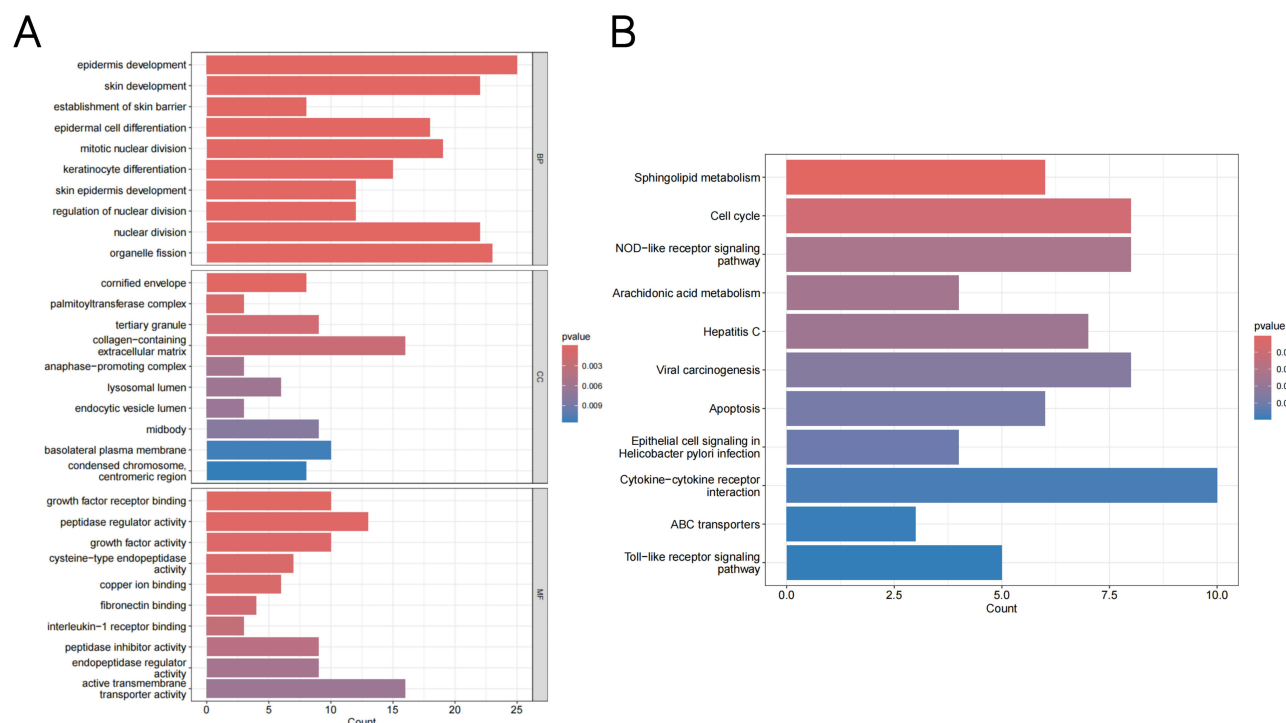 A
epidermis development
skin development
establishment of skin barrier
epidermal cell differentiation
mitotic nuclear division
keratinocyte differentiation
skin epidermis development
regulation of nuclear division
nuclear division
organelle fission
BP
cornified envelope
palmitoyltransferase complex
tertiary granule
collagen−containing
extracellular matrix
anaphase−promoting complex
lysosomal lumen
endocytic vesicle lumen
midbody
basolateral plasma membrane
condensed chromosome,
centromeric region
CC
growth factor receptor binding
peptidase regulator activity
growth factor activity
cysteine−type endopeptidase
activity
copper ion binding
fibronectin binding
interleukin−1 receptor binding
peptidase inhibitor activity
endopeptidase regulator
activity
active transmembrane
transporter activity
MF
0 5 10 15 20 25
Count
pvalue
0.003
0.006
0.009
B
Sphingolipid metabolism
Cell cycle
NOD−like receptor signaling
pathway
Arachidonic acid metabolism
Hepatitis C
Viral carcinogenesis
Apoptosis
Epithelial cell signaling in
Helicobacter pylori infection
Cytokine−cytokine receptor
interaction
ABC transporters
Toll−like receptor signaling
pathway
0.0 2.5 5.0 7.5 10.0
Count
pvalue